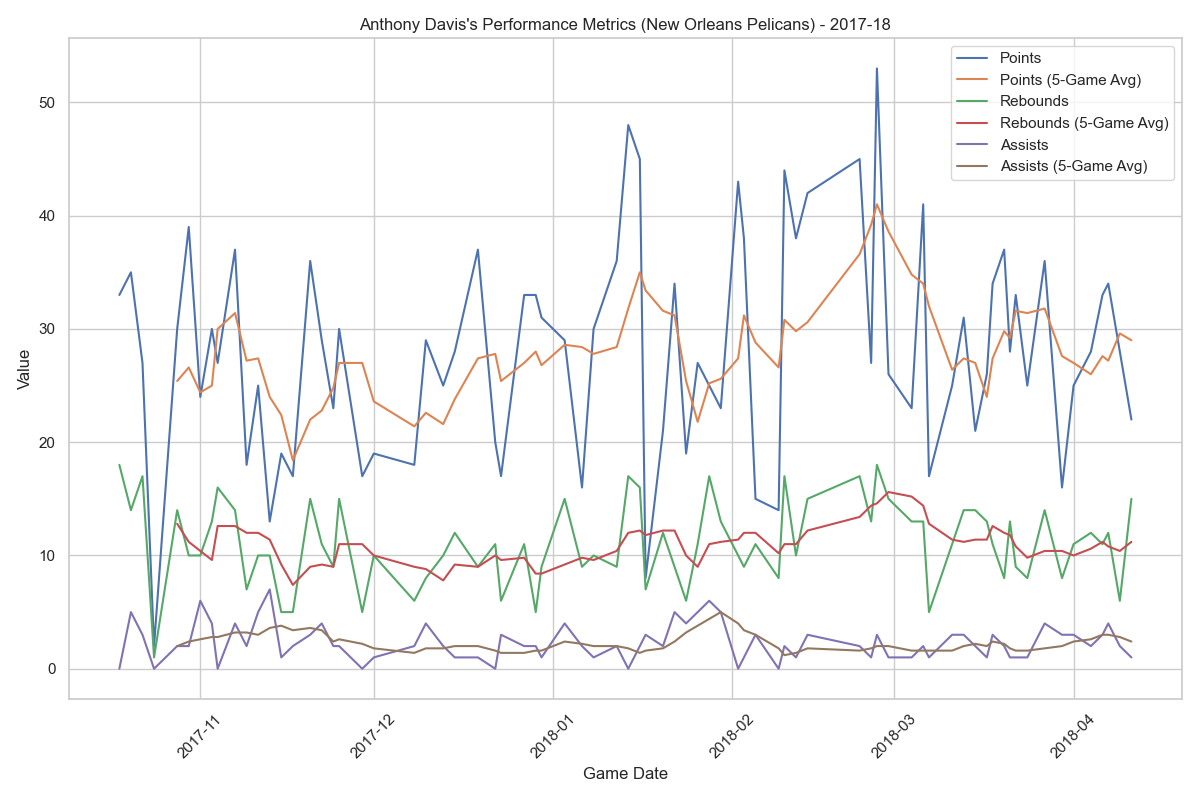 Anthony Davis's Performance Metrics (New Orleans Pelicans) - 2017-18
Points
Points (5-Game Avg)
Rebounds
Rebounds (5-Game Avg)
Assists
Assists (5-Game Avg)
Value
50
40
30
20
10
0
2017-11
2017-12
2018-01
2018-02
2018-03
2018-04
Game Date